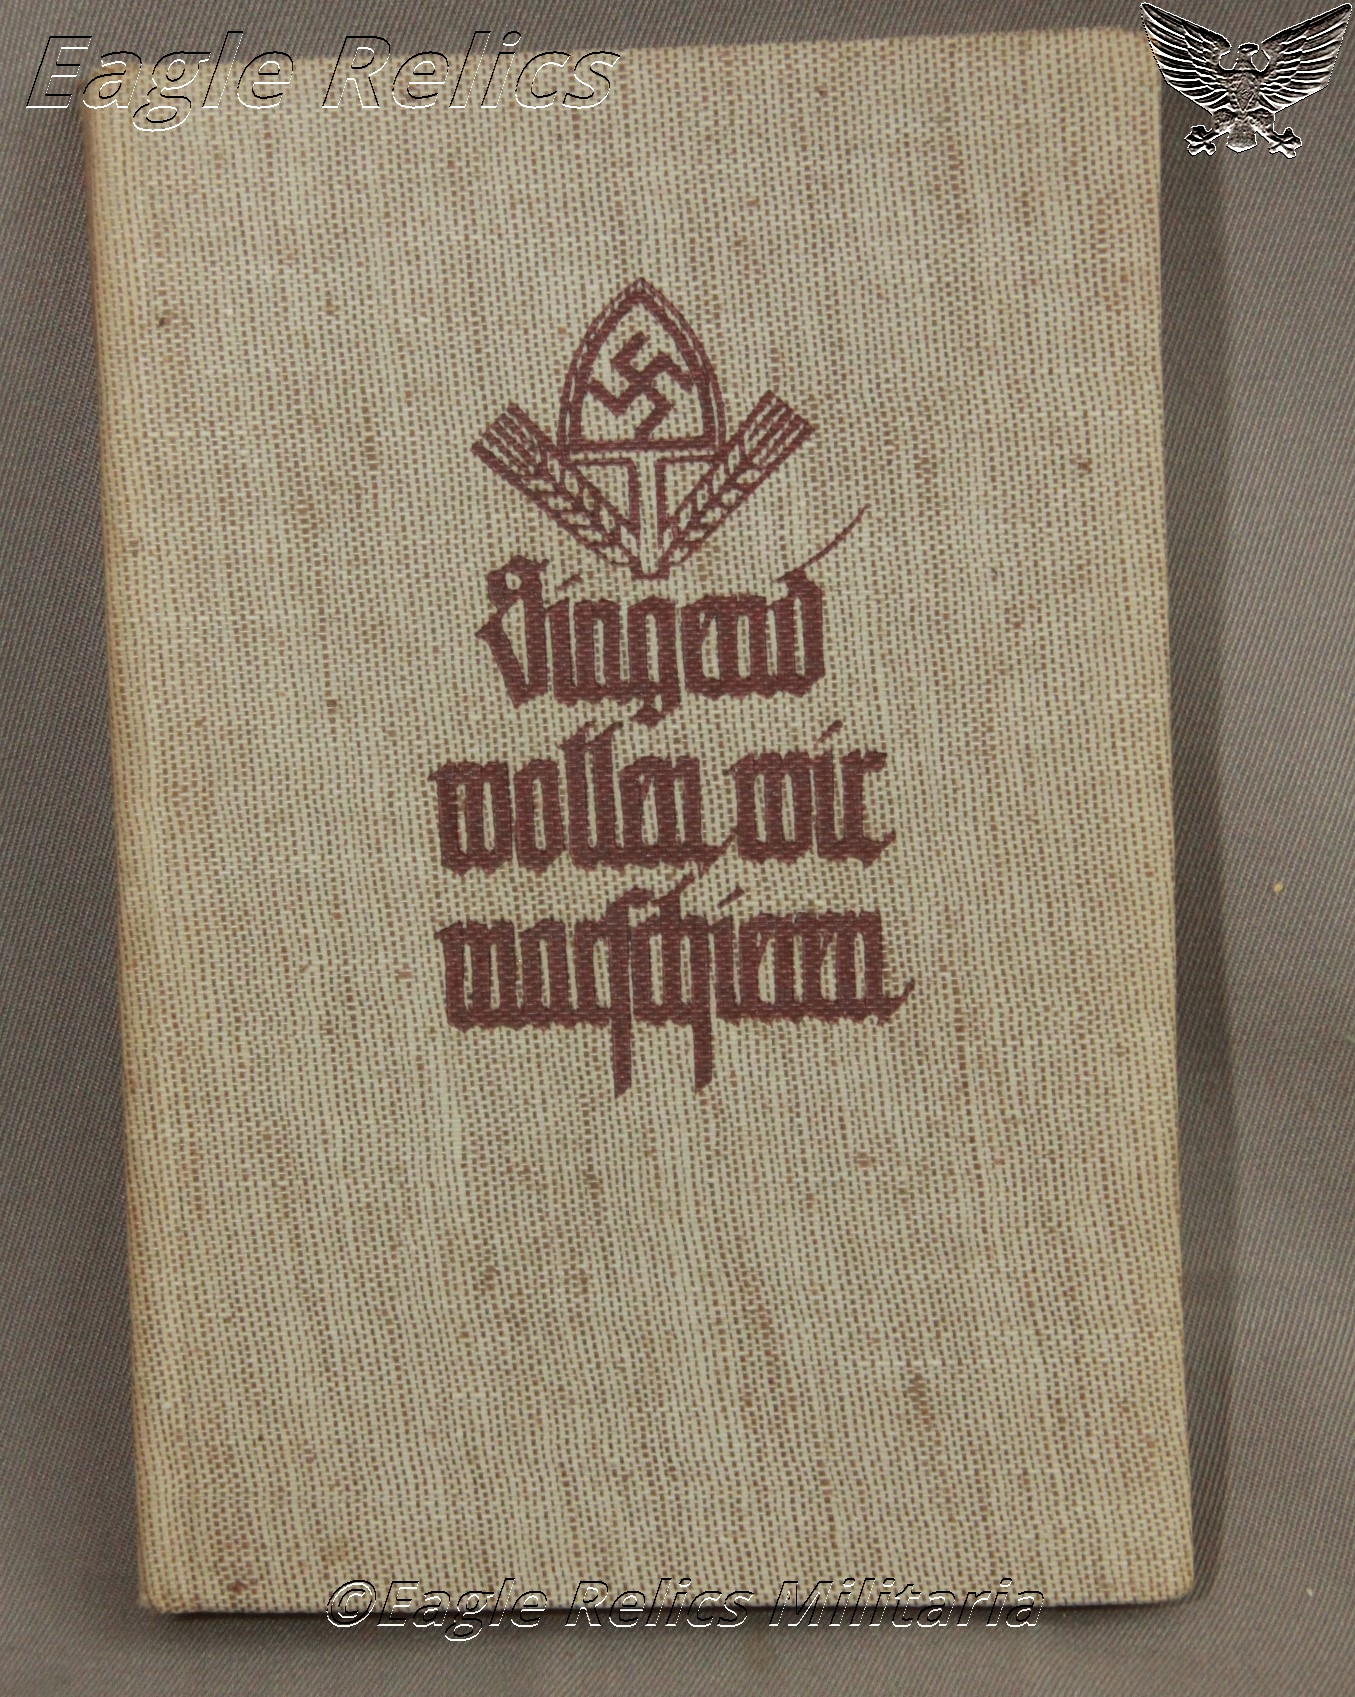 Eagle Relics
Singend
wollen wir
marschieren
©Eagle Relics Militaria